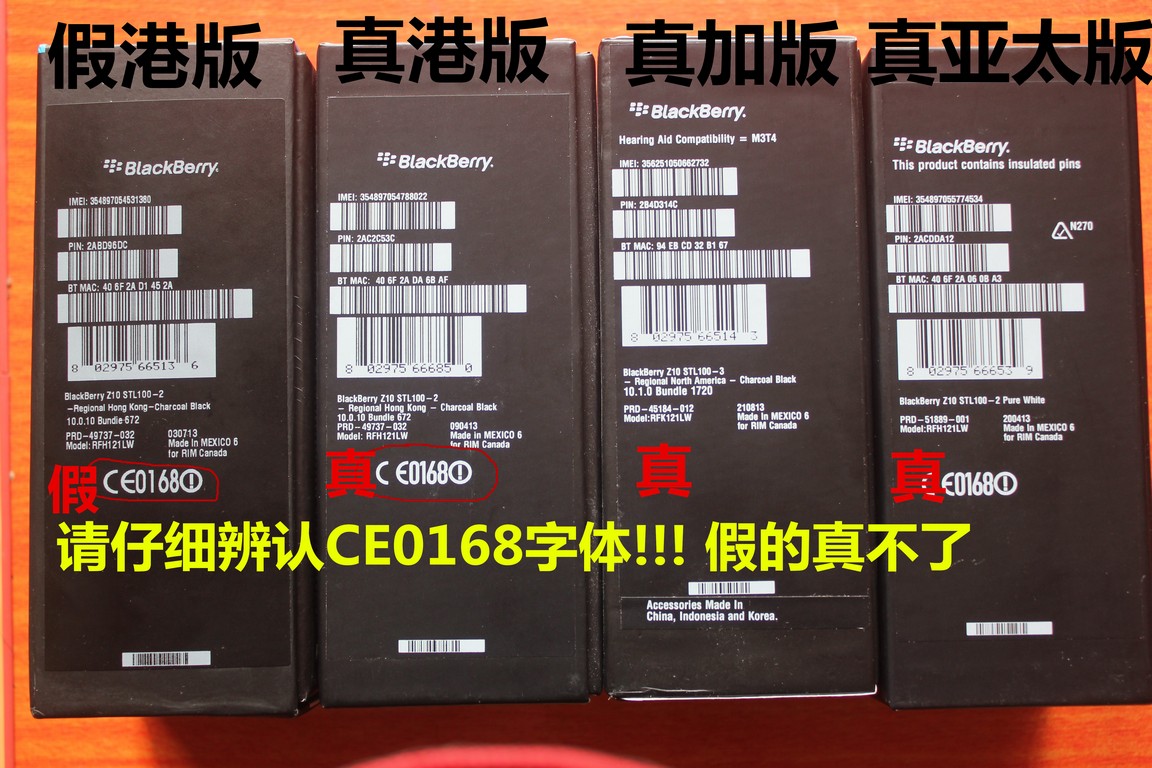 假港版
BlackBerry
IMEI: 354897054531380
PIN: 2ABD96DC
BT MAC: 40 6F 2A D1 45 2A
8 02975 66513 6
BlackBerry Z10 STL100-2
-Regional Hong Kong-Charcoal Black
10.0.10 Bundle 672
PRD-49737-032 030713
Model: RFH121LW Made in MEXICO 6
for RIM Canada
假 CE0168
真港版
BlackBerry
IMEI: 354897054788022
PIN: 2AC2C53C
BT MAC: 40 6F 2A DA 6B AF
8 02975 66685 0
BlackBerry Z10 STL100-2
- Regional Hong Kong - Charcoal Black
10.0.10 Bundle 672
PRD-49737-032 090413
Model: RFH121LW Made in MEXICO 6
for RIM Canada
真 CE0168
真加版
BlackBerry
Hearing Aid Compatibility = M3T4
IMEI: 356251050662732
PIN: 2B4D314C
BT MAC: 94 EB CD 32 B1 67
8 02975 66514 3
BlackBerry Z10 STL100-3
- Regional North America - Charcoal Black
10.1.0 Bundle 1720
PRD-45184-012 210813
Model: RFK121LW Made in MEXICO 6
for RIM Canada
真
Accessories Made In
China, Indonesia and Korea.
真亚太版
BlackBerry
This product contains insulated pins
IMEI: 354897055774534
N270
PIN: 2ACDDA12
BT MAC: 40 6F 2A 06 0B A3
8 02975 66653 9
BlackBerry Z10 STL100-2 Pure White
PRD-51889-001 200413
Model: RFH121LW Made in MEXICO 6
for RIM Canada
真 CE0168
请仔细辨认CE0168字体!!! 假的真不了